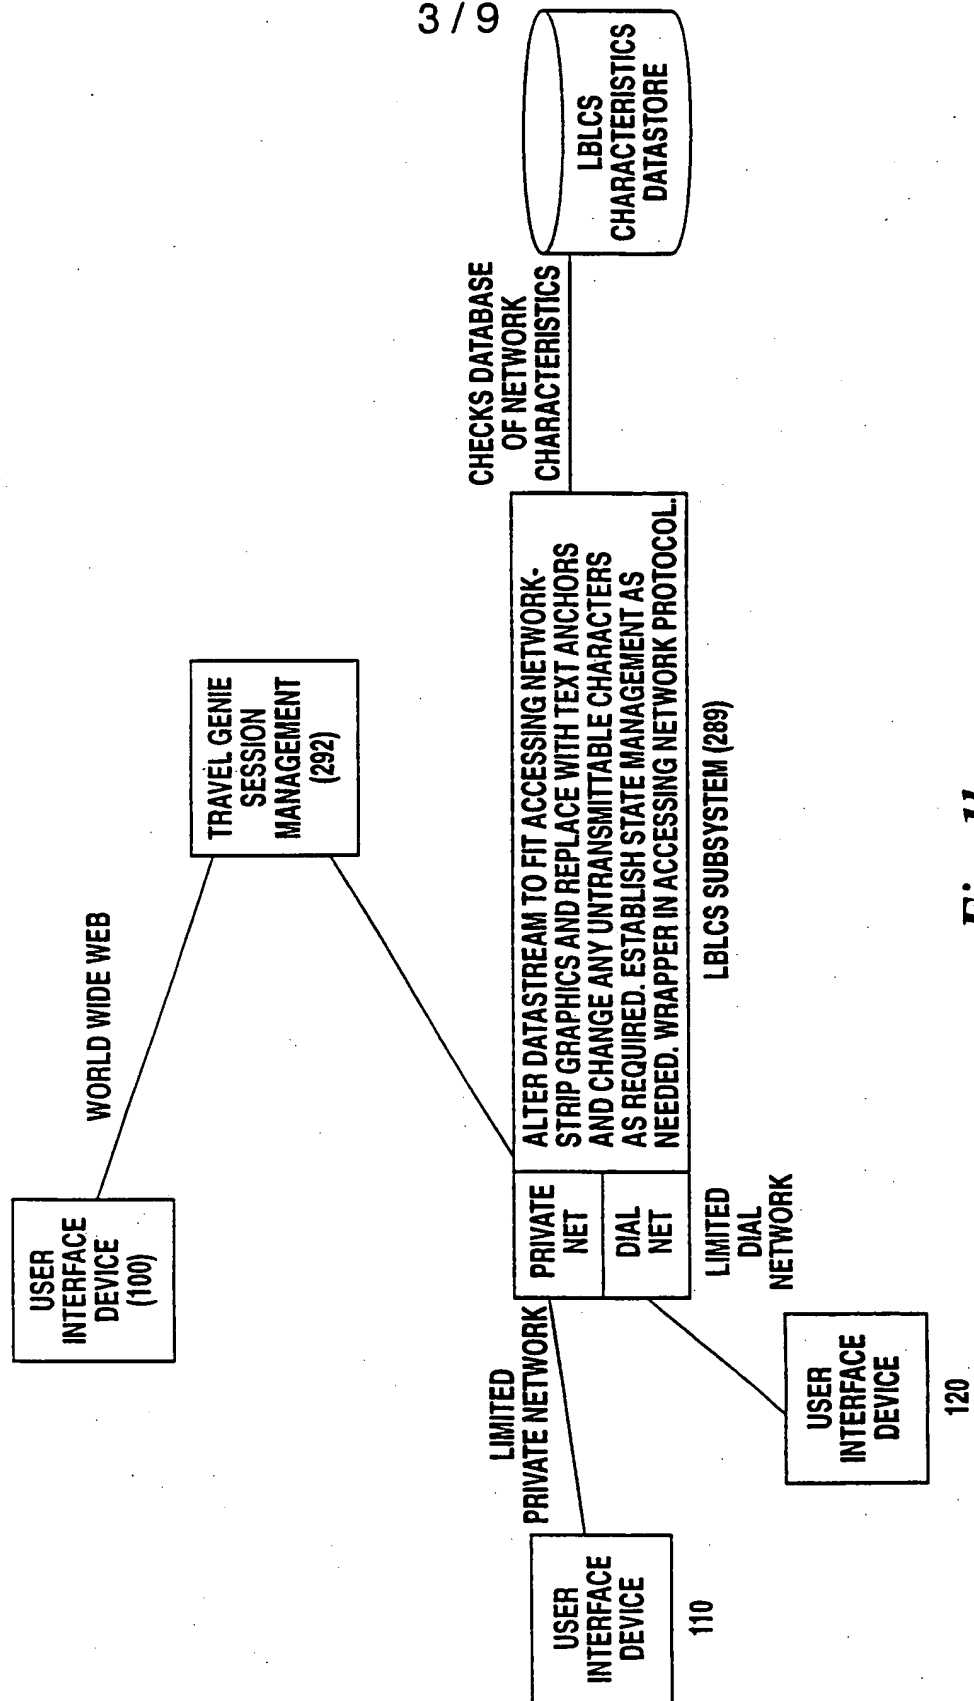 3 / 9
USER
INTERFACE
DEVICE
(100)
WORLD WIDE WEB
TRAVEL GENIE
SESSION
MANAGEMENT
(292)
LIMITED
PRIVATE NETWORK
USER
INTERFACE
DEVICE
110
PRIVATE
NET
DIAL
NET
LIMITED
DIAL
NETWORK
USER
INTERFACE
DEVICE
120
ALTER DATASTREAM TO FIT ACCESSING NETWORK-
STRIP GRAPHICS AND REPLACE WITH TEXT ANCHORS
AND CHANGE ANY UNTRANSMITTABLE CHARACTERS
AS REQUIRED. ESTABLISH STATE MANAGEMENT AS
NEEDED. WRAPPER IN ACCESSING NETWORK PROTOCOL.
LBLCS SUBSYSTEM (289)
CHECKS DATABASE
OF NETWORK
CHARACTERISTICS
LBLCS
CHARACTERISTICS
DATASTORE